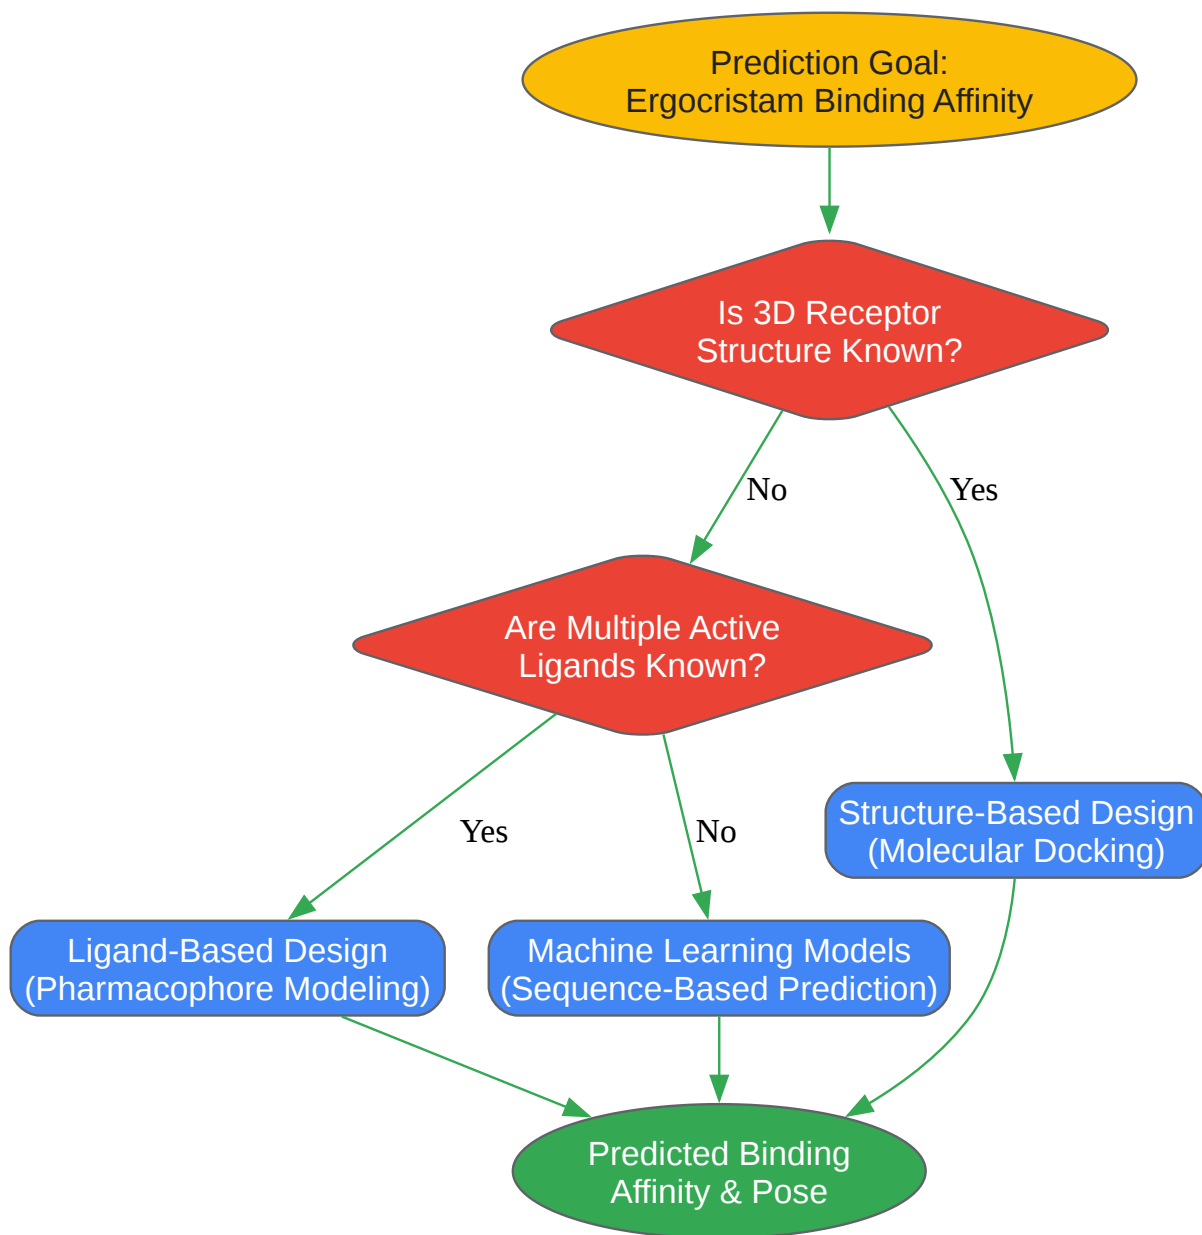 Prediction Goal:
Ergocristam Binding Affinity
Is 3D Receptor
Structure Known?
No
Yes
Are Multiple Active
Ligands Known?
Yes
No
Structure-Based Design
(Molecular Docking)
Ligand-Based Design
(Pharmacophore Modeling)
Machine Learning Models
(Sequence-Based Prediction)
Predicted Binding
Affinity & Pose